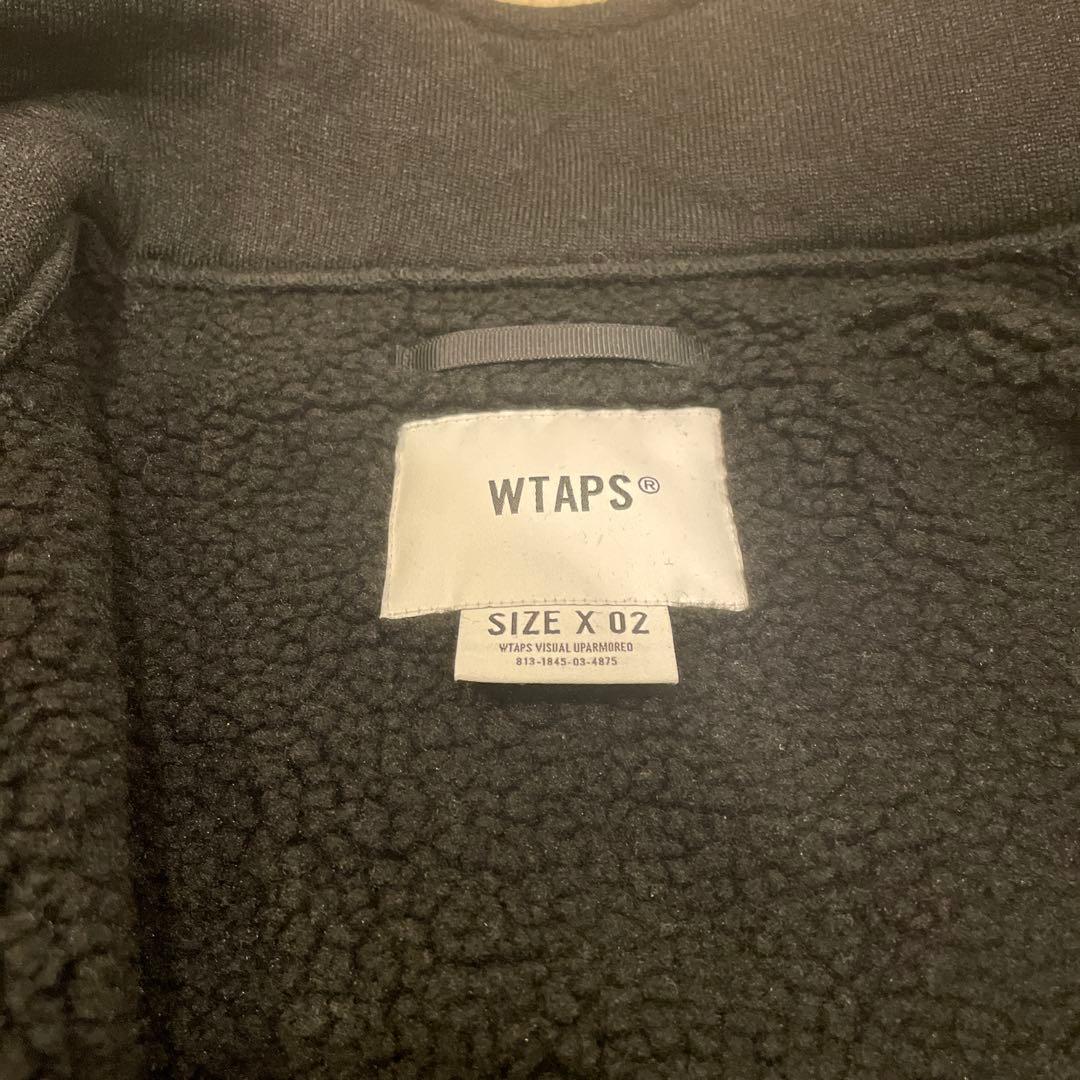 WTAPS®
SIZE X 02
WTAPS VISUAL UPARMORED
813-1845-03-4875